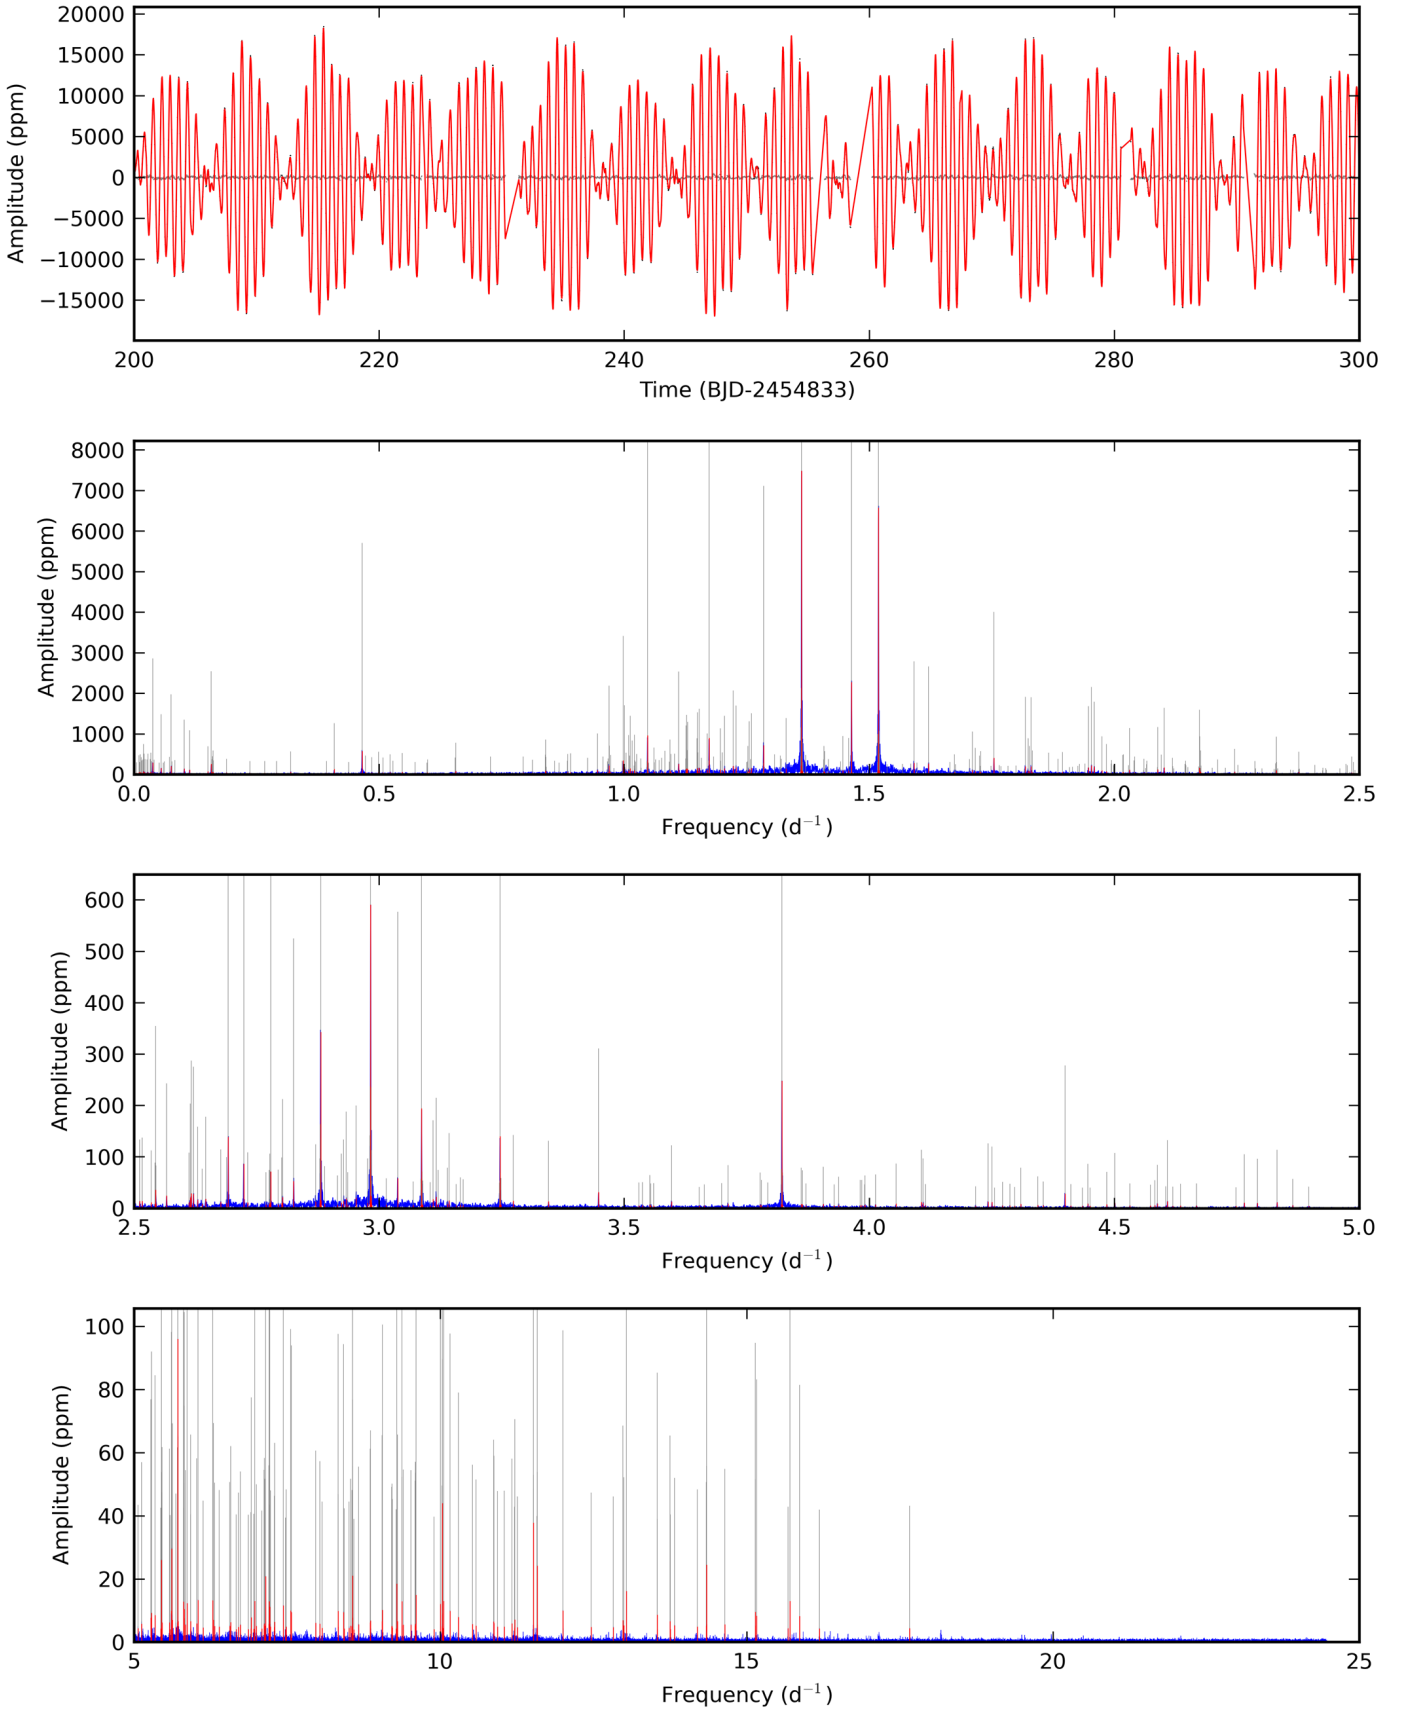 20000
15000
10000
5000
0
−5000
−10000
−15000
Amplitude (ppm)
200 220 240 260 280 300
Time (BJD-2454833)
8000
7000
6000
5000
4000
3000
2000
1000
0
Amplitude (ppm)
0.0 0.5 1.0 1.5 2.0 2.5
Frequency (d⁻¹)
600
500
400
300
200
100
0
Amplitude (ppm)
2.5 3.0 3.5 4.0 4.5 5.0
Frequency (d⁻¹)
100
80
60
40
20
0
Amplitude (ppm)
5 10 15 20 25
Frequency (d⁻¹)